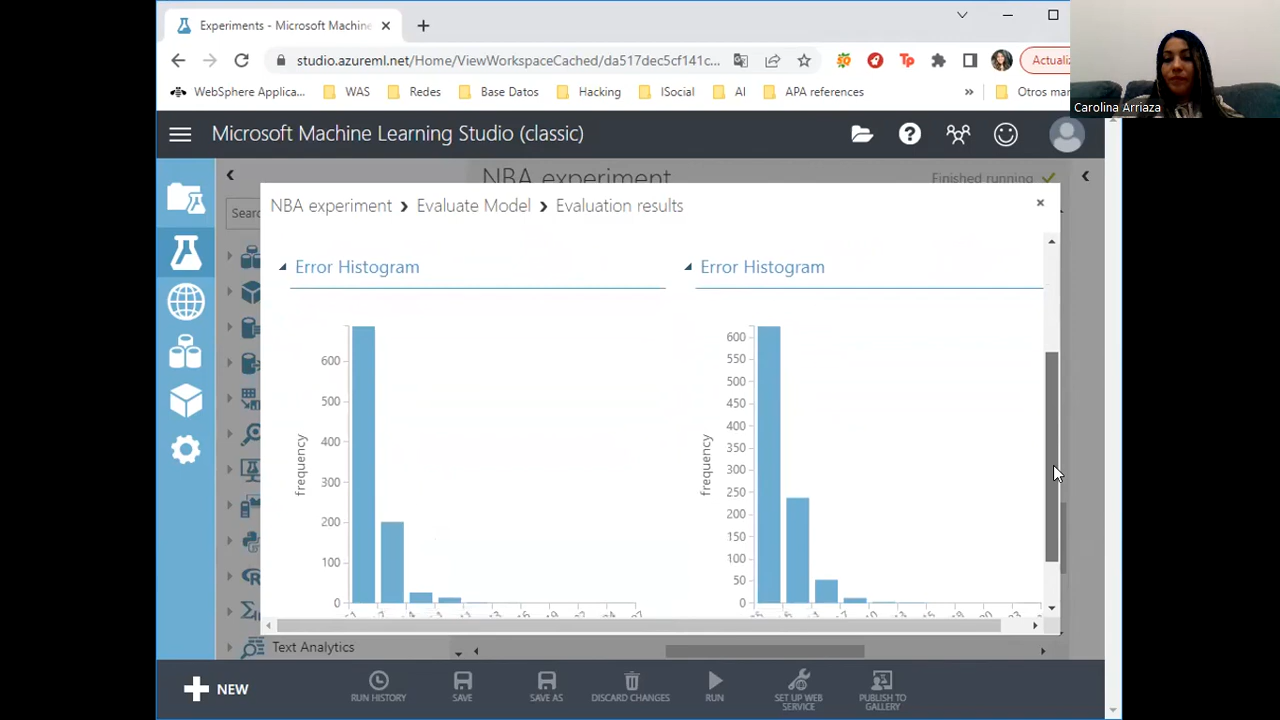 Experiments - Microsoft Machine
studio.azureml.net/Home/ViewWorkspaceCached/da517dec5cf141c...
Actualiz
WebSphere Applica...
WAS
Redes
Base Datos
Hacking
ISocial
AI
APA references
Otros mar
Carolina Arriaza
Microsoft Machine Learning Studio (classic)
NBA experiment
Finished running
Sear
NBA experiment > Evaluate Model > Evaluation results
Error Histogram
Error Histogram
frequency
600
500
400
300
200
100
0
frequency
600
550
500
450
400
350
300
250
200
150
100
50
0
Text Analytics
NEW
RUN HISTORY
SAVE
SAVE AS
DISCARD CHANGES
RUN
SET UP WEB
SERVICE
PUBLISH TO
GALLERY